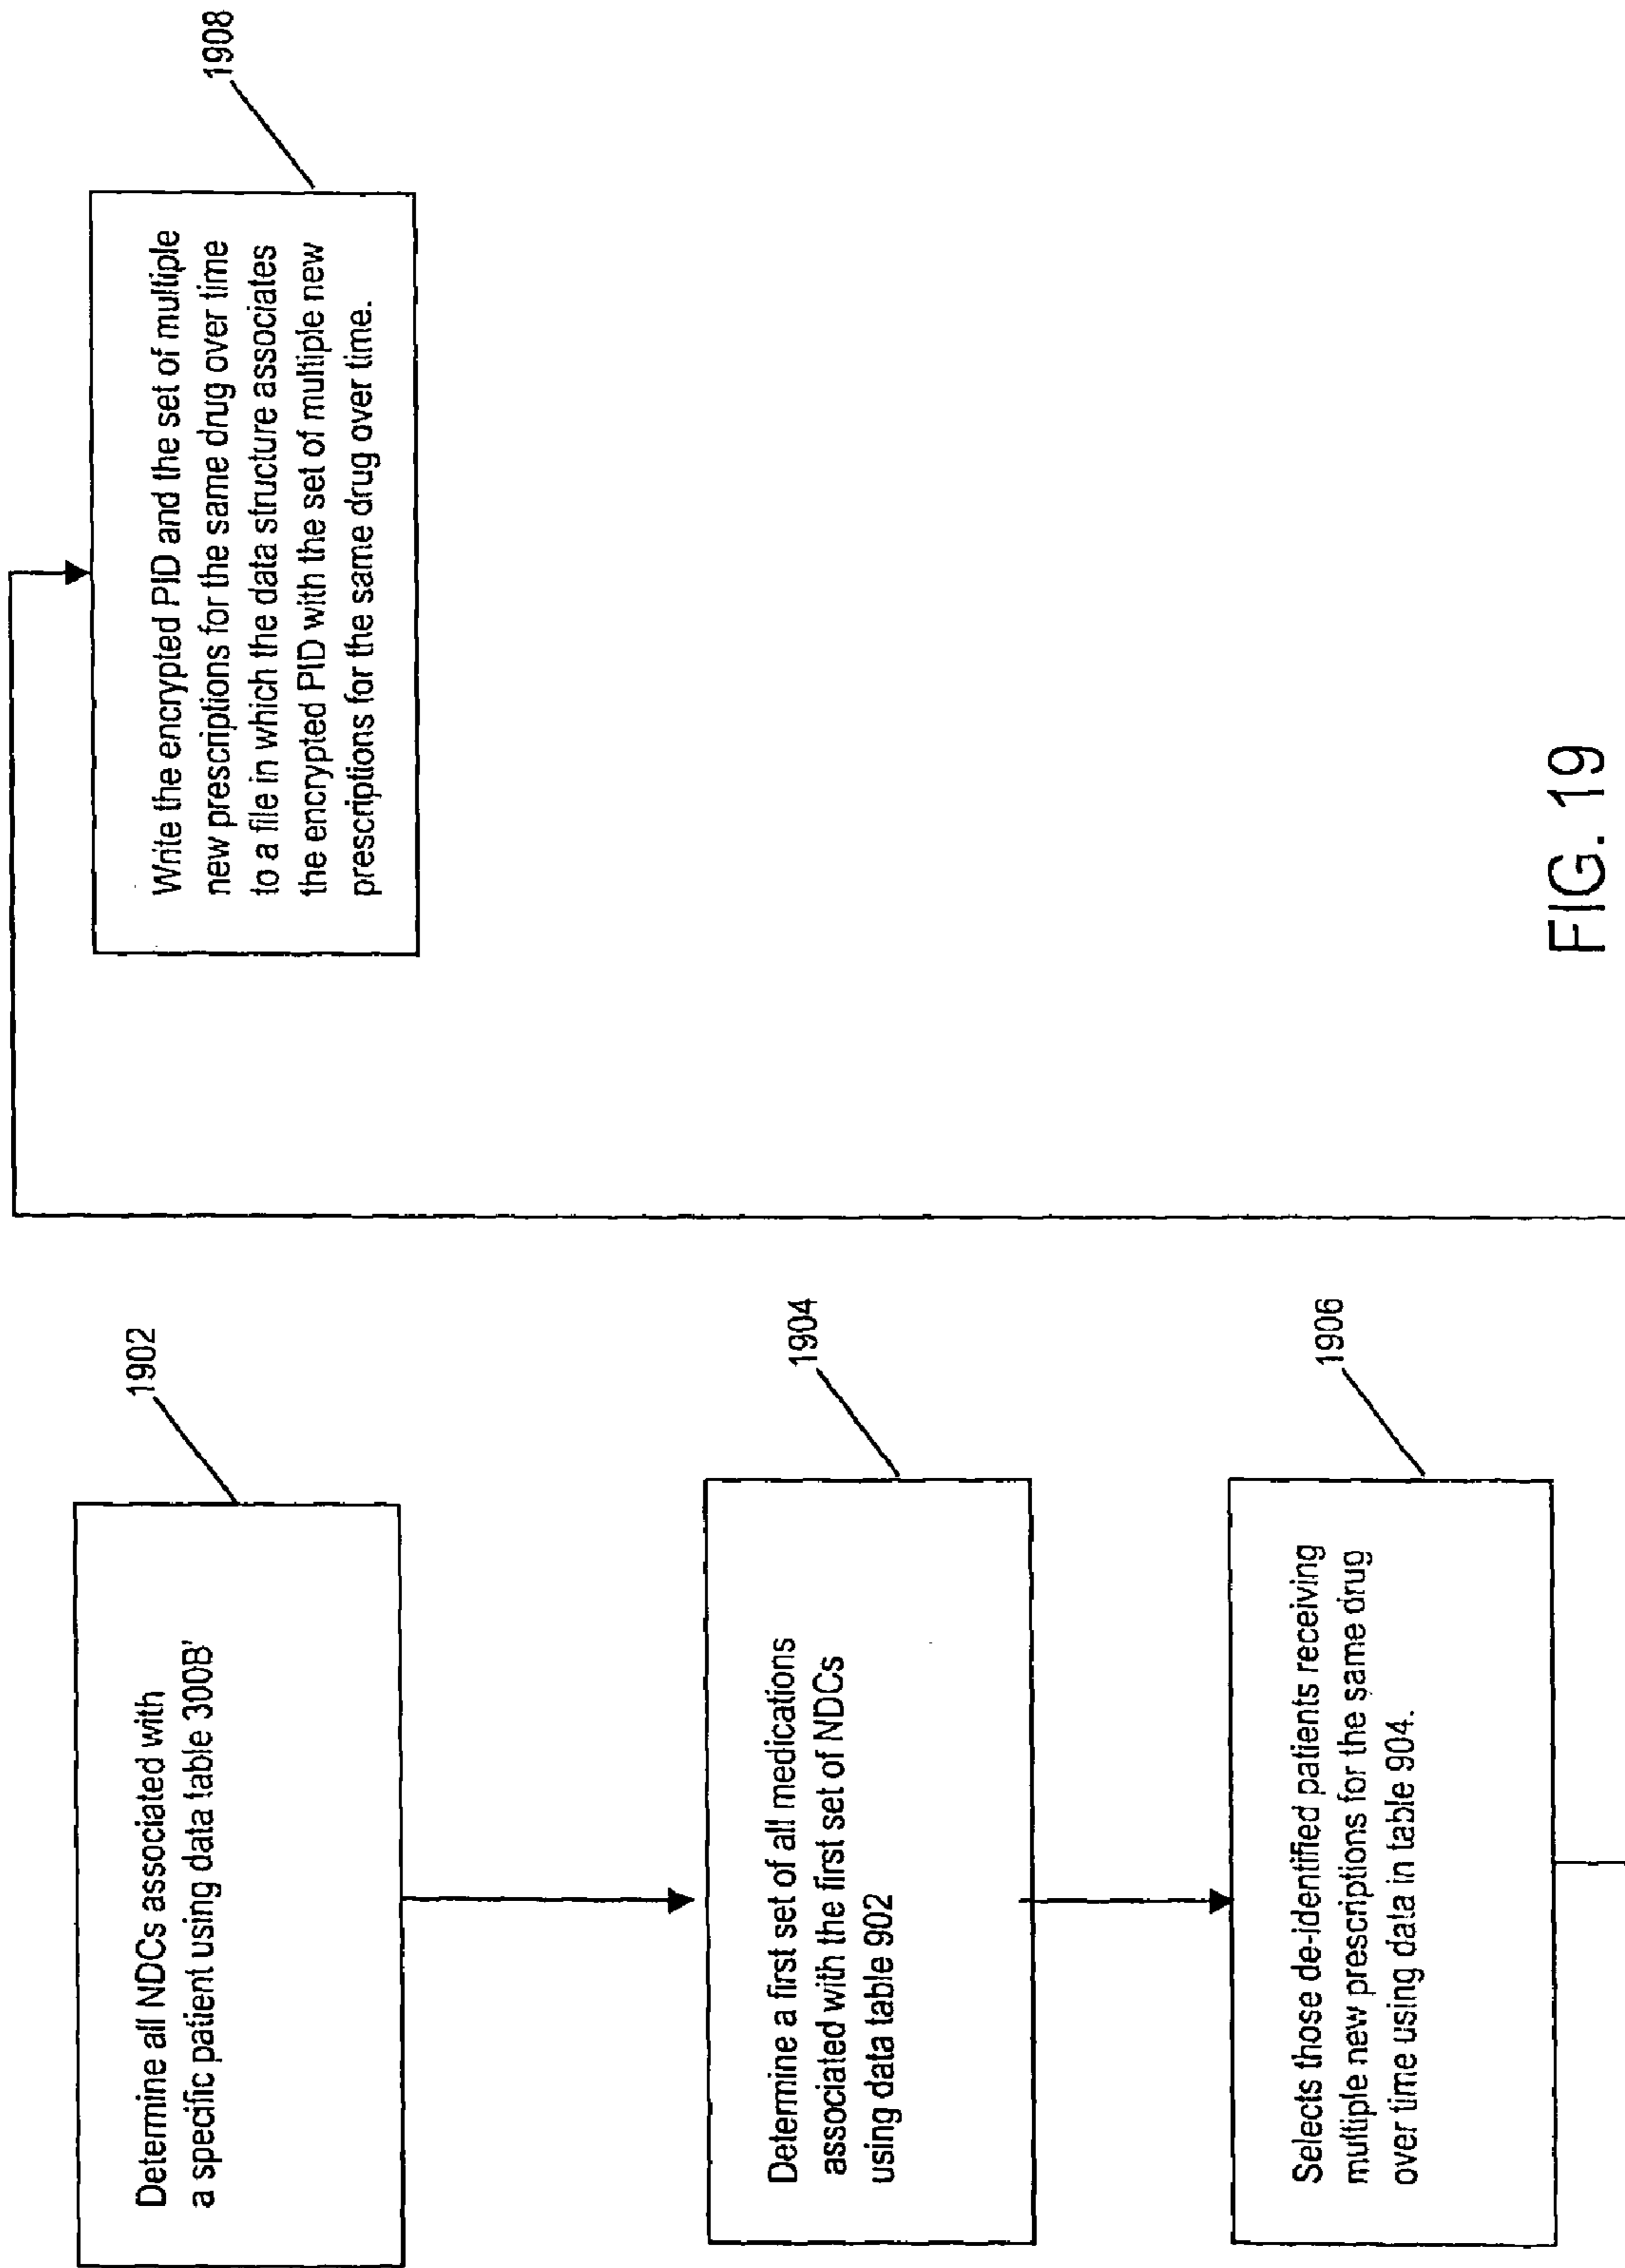 Determine all NDCs associated with
a specific patient using data table 300B'
1902
Determine a first set of all medications
associated with the first set of NDCs
using data table 902
1904
Selects those de-identified patients receiving
multiple new prescriptions for the same drug
over time using data in table 904.
1906
Write the encrypted PID and the set of multiple
new prescriptions for the same drug over time
to a file in which the data structure associates
the encrypted PID with the set of multiple new
prescriptions for the same drug over time.
1908
FIG. 19